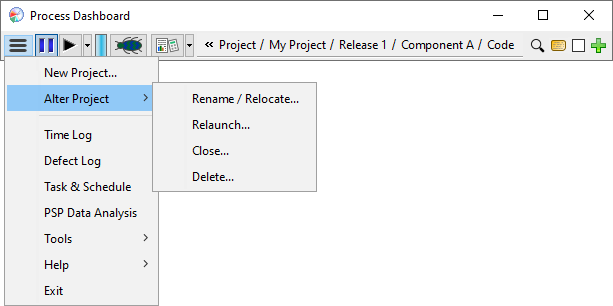 Process Dashboard
« Project / My Project / Release 1 / Component A / Code
New Project...
Alter Project
Rename / Relocate...
Relaunch...
Close...
Delete...
Time Log
Defect Log
Task & Schedule
PSP Data Analysis
Tools
Help
Exit